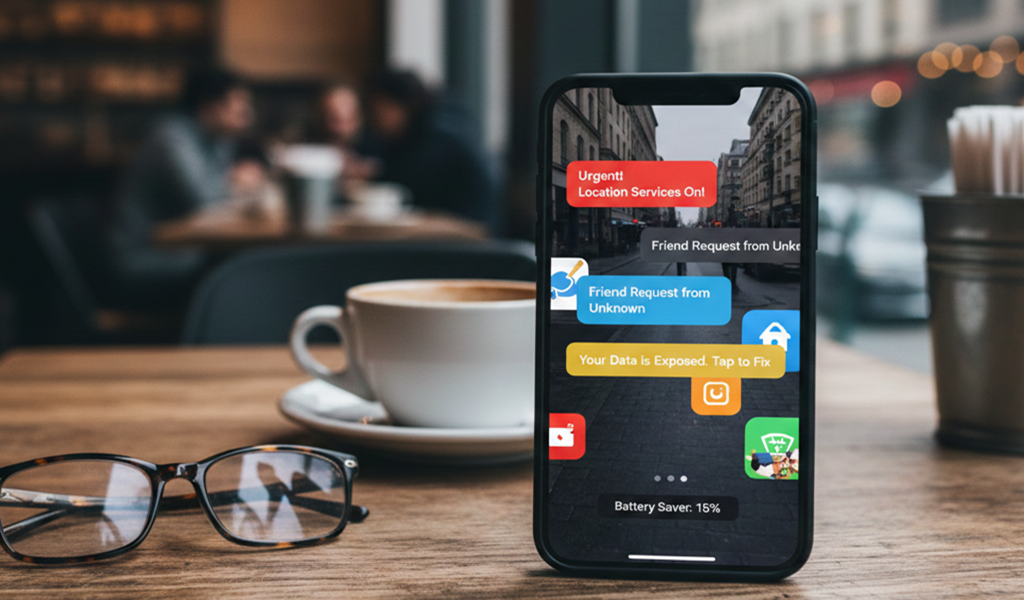 Urgent!
Location Services On!
Friend Request from Unke
Friend Request from
Unknown
Your Data is Exposed. Tap to Fix
Battery Saver: 15%